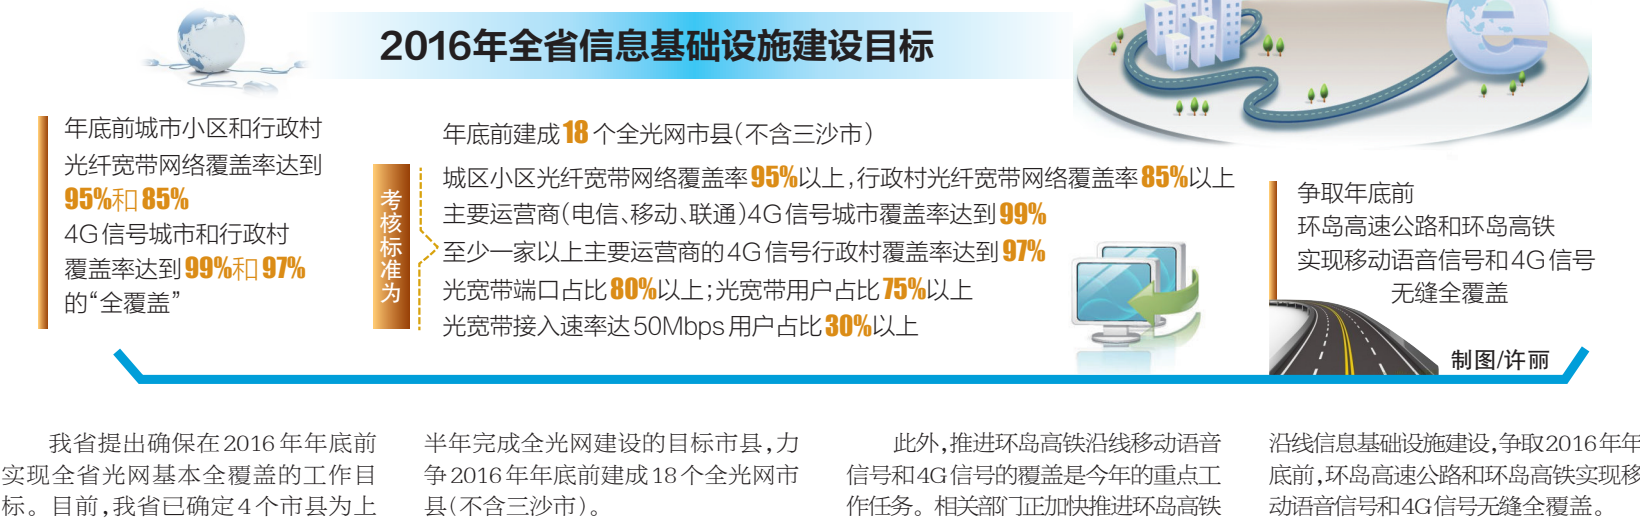 2016年全省信息基础设施建设目标
年底前城市小区和行政村
光纤宽带网络覆盖率达到
95%和85%
4G信号城市和行政村
覆盖率达到99%和97%
的“全覆盖”
年底前建成18个全光网市县(不含三沙市)
考核标准为
城区小区光纤宽带网络覆盖率95%以上,行政村光纤宽带网络覆盖率85%以上
主要运营商(电信、移动、联通)4G信号城市覆盖率达到99%
至少一家以上主要运营商的4G信号行政村覆盖率达到97%
光宽带端口占比80%以上;光宽带用户占比75%以上
光宽带接入速率达50Mbps用户占比30%以上
争取年底前
环岛高速公路和环岛高铁
实现移动语音信号和4G信号
无缝全覆盖
制图/许丽
我省提出确保在2016年年底前
实现全省光网基本全覆盖的工作目
标。目前,我省已确定4个市县为上
半年完成全光网建设的目标市县,力
争2016年年底前建成18个全光网市
县(不含三沙市)。
此外,推进环岛高铁沿线移动语音
信号和4G信号的覆盖是今年的重点工
作任务。相关部门正加快推进环岛高铁
沿线信息基础设施建设,争取2016年年
底前,环岛高速公路和环岛高铁实现移
动语音信号和4G信号无缝全覆盖。